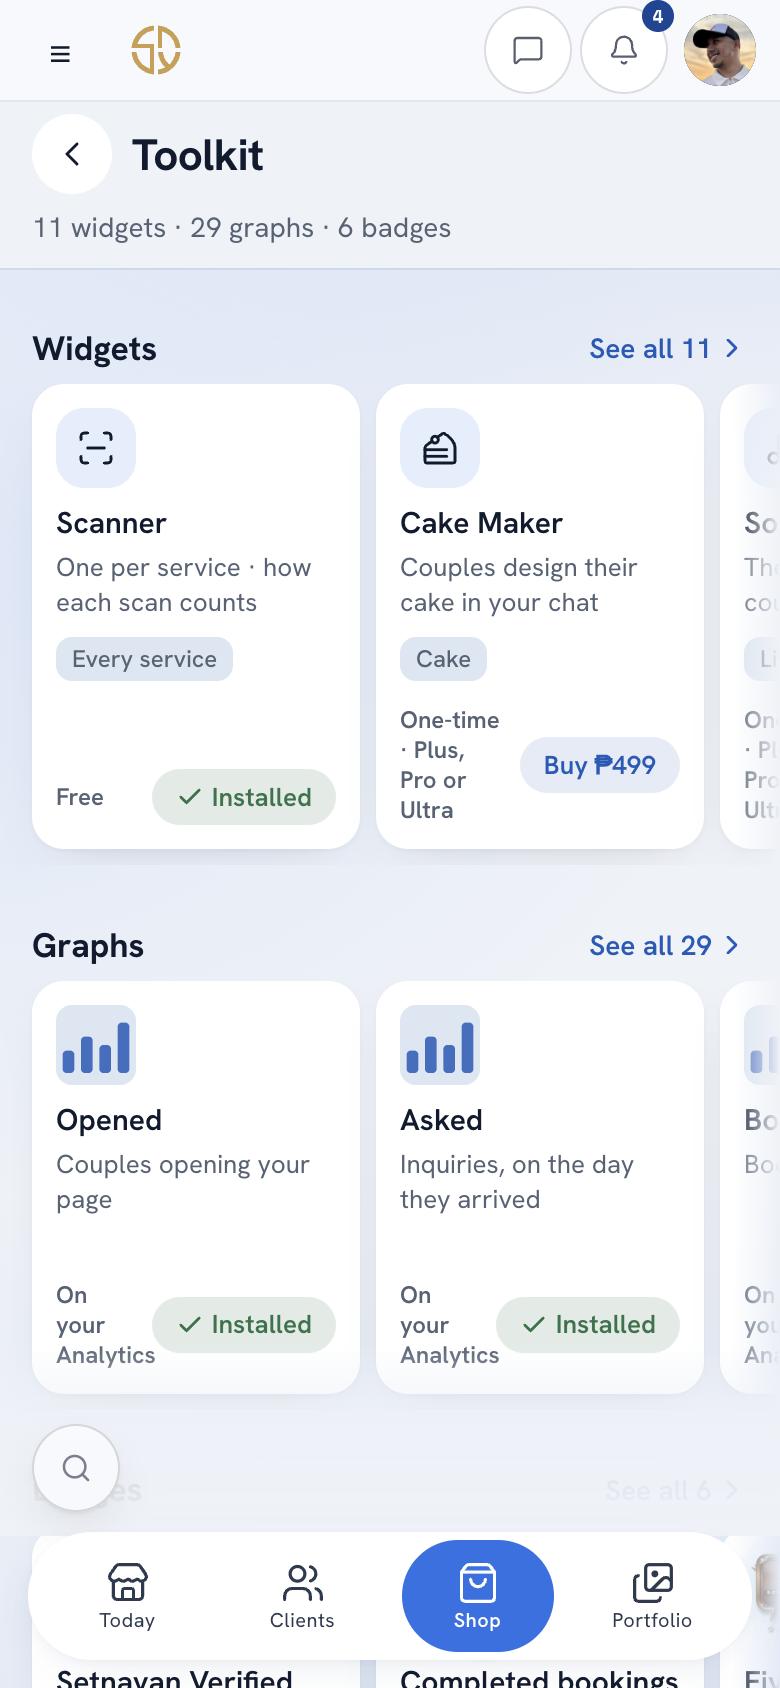 4
Toolkit
11 widgets · 29 graphs · 6 badges
Widgets
See all 11
Scanner
One per service · how
each scan counts
Every service
Free
Installed
Cake Maker
Couples design their
cake in your chat
Cake
One-time
· Plus,
Pro or
Ultra
Buy ₱499
Graphs
See all 29
Opened
Couples opening your
page
On
your
Analytics
Installed
Asked
Inquiries, on the day
they arrived
On
your
Analytics
Installed
See all 6
Today
Clients
Shop
Portfolio
Setnayan Verified
Completed bookings